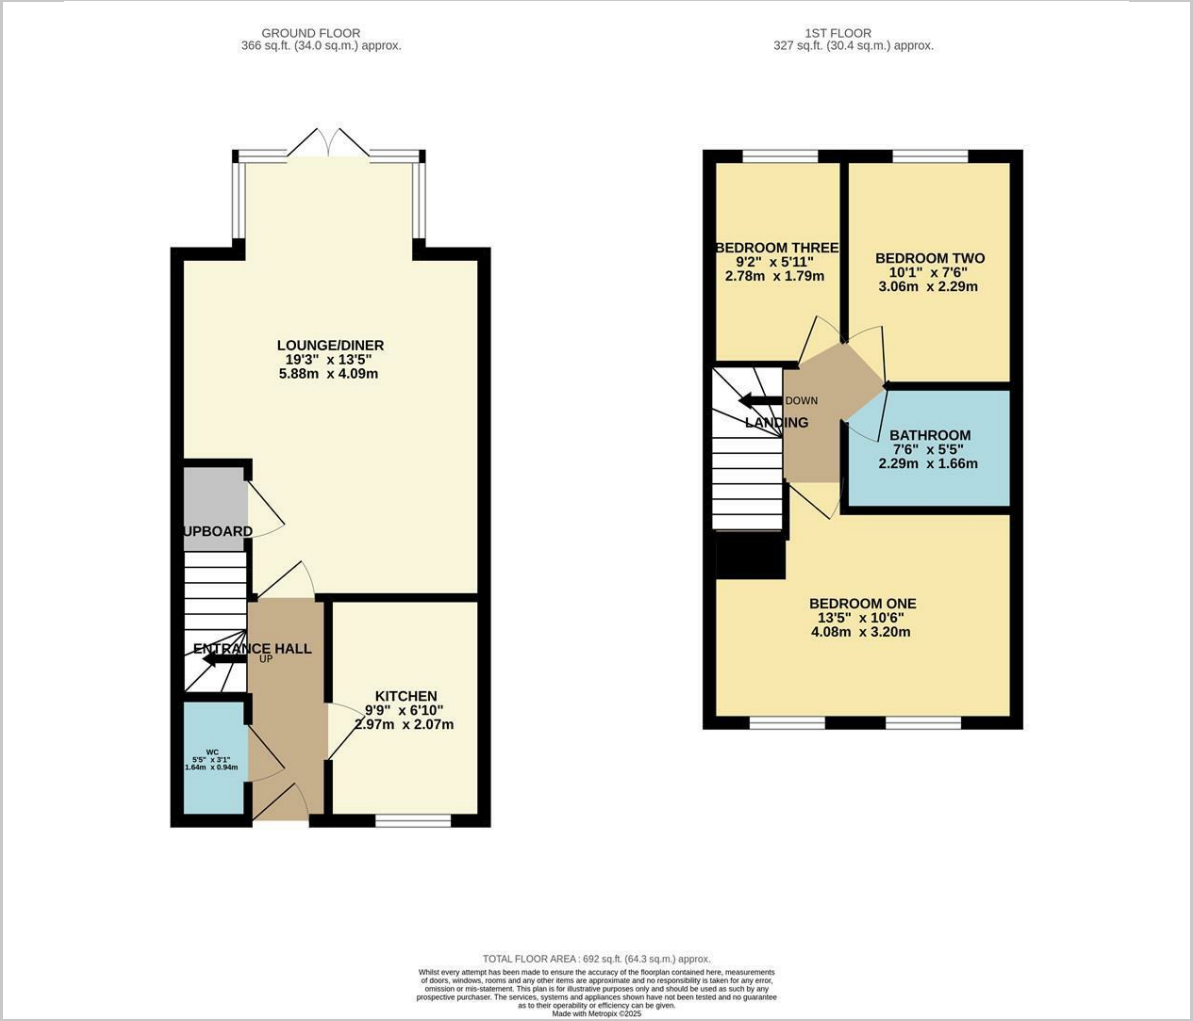 GROUND FLOOR
366 sq.ft. (34.0 sq.m.) approx.
LOUNGE/DINER
19'3" x 13'5"
5.88m x 4.09m
UPBOARD
ENTRANCE HALL
UP
KITCHEN
9'9" x 6'10"
2.97m x 2.07m
WC
5'5" x 3'1"
1.64m x 0.94m
1ST FLOOR
327 sq.ft. (30.4 sq.m.) approx.
BEDROOM THREE
9'2" x 5'11"
2.78m x 1.79m
BEDROOM TWO
10'1" x 7'6"
3.06m x 2.29m
DOWN
LANDING
BATHROOM
7'6" x 5'5"
2.29m x 1.66m
BEDROOM ONE
13'5" x 10'6"
4.08m x 3.20m
TOTAL FLOOR AREA : 692 sq.ft. (64.3 sq.m.) approx.
Whilst every attempt has been made to ensure the accuracy of the floorplan contained here, measurements
of doors, windows, rooms and any other items are approximate and no responsibility is taken for any error,
omission or mis-statement. This plan is for illustrative purposes only and should be used as such by any
prospective purchaser. The services, systems and appliances shown have not been tested and no guarantee
as to their operability or efficiency can be given.
Made with Metropix ©2025